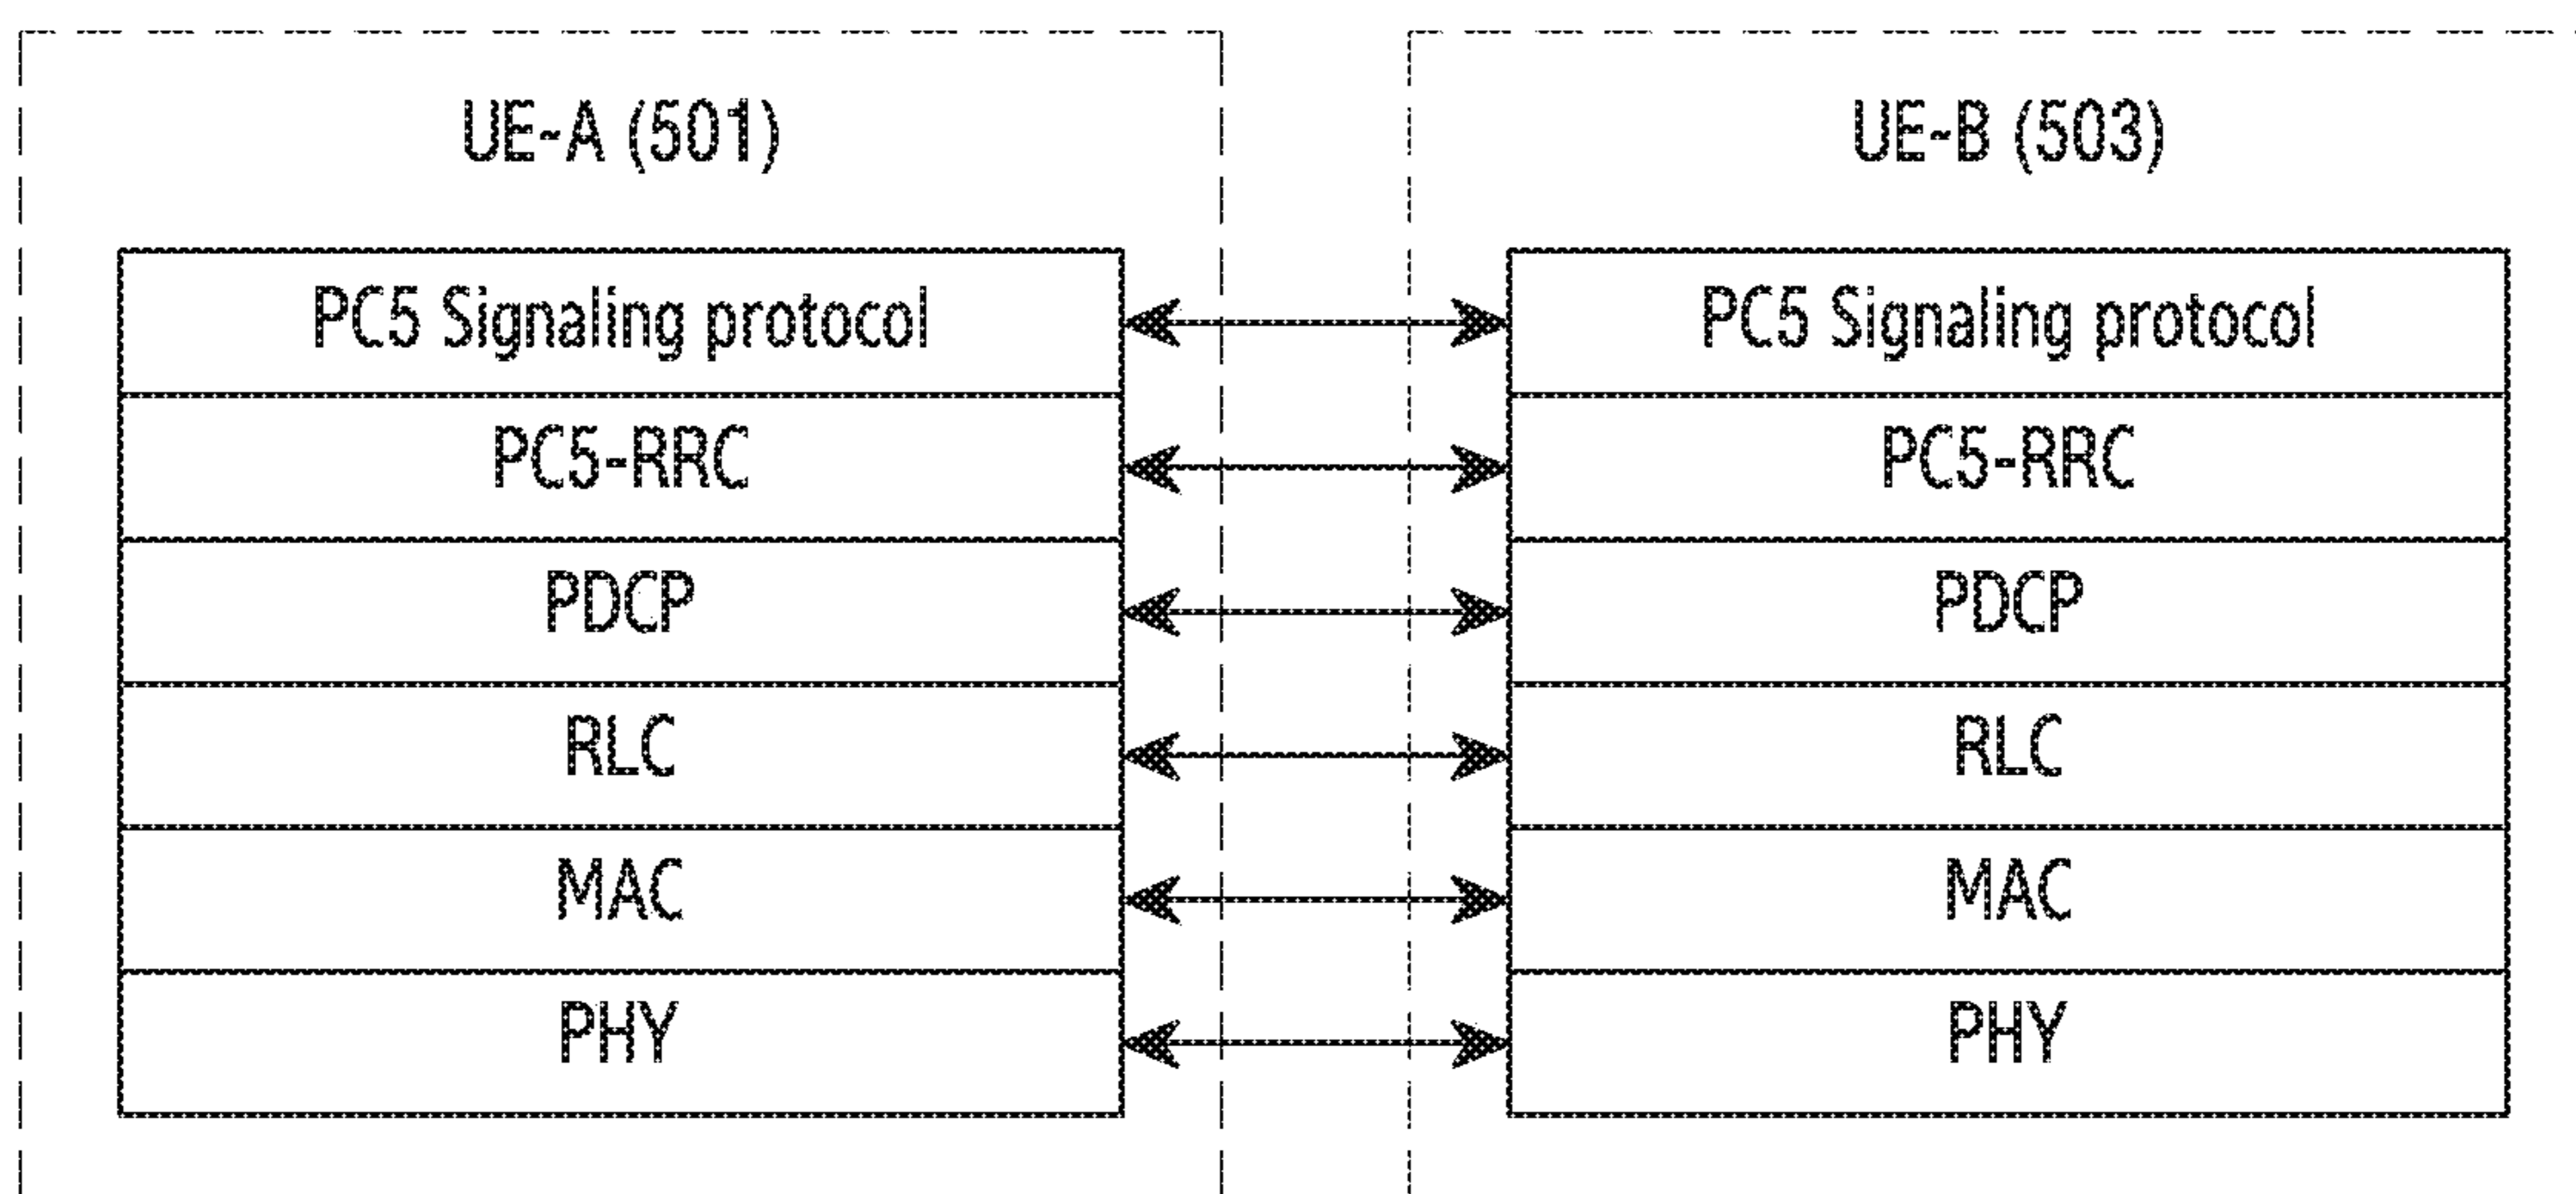 UE-A (501)
PC5 Signaling protocol
PC5-RRC
PDCP
RLC
MAC
PHY
UE-B (503)
PC5 Signaling protocol
PC5-RRC
PDCP
RLC
MAC
PHY